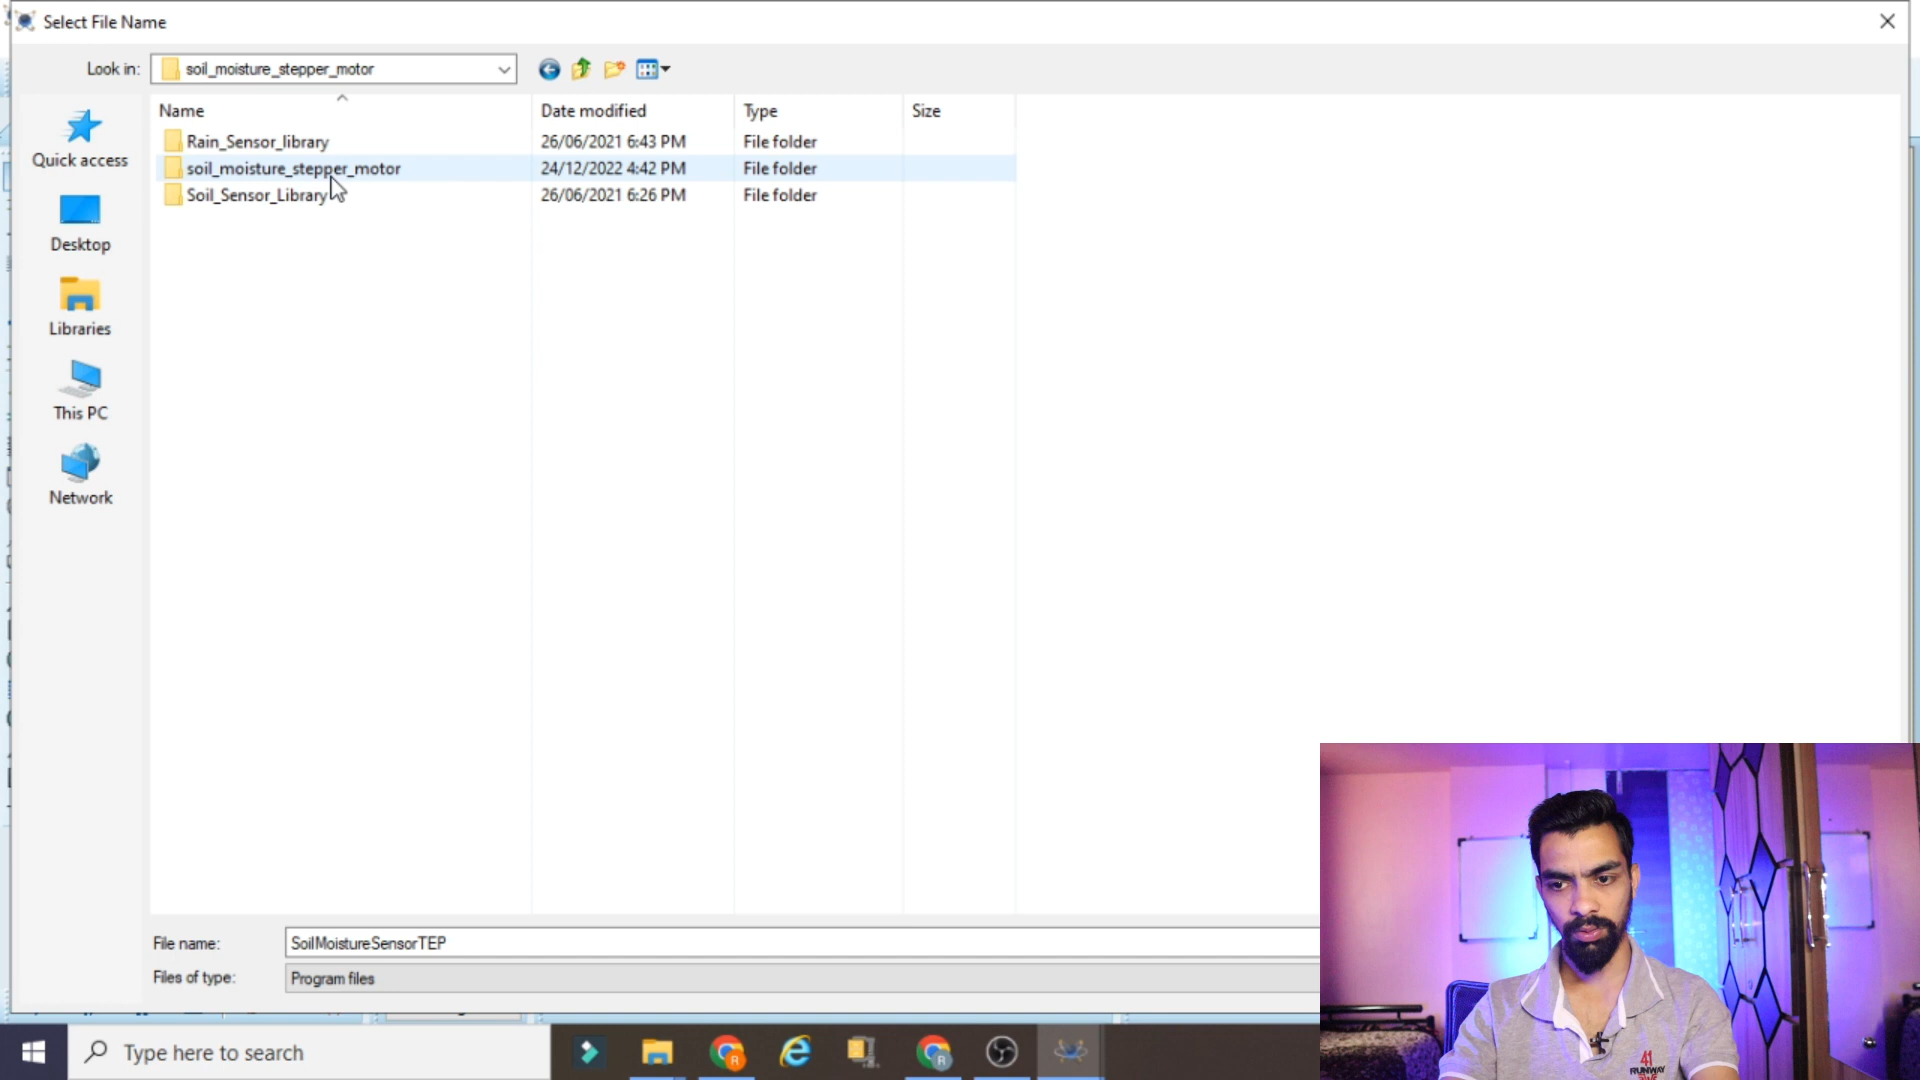 Select File Name
Look in: soil_moisture_stepper_motor
Name Date modified Type Size
Rain_Sensor_library 26/06/2021 6:43 PM File folder
soil_moisture_stepper_motor 24/12/2022 4:42 PM File folder
Soil_Sensor_Library 26/06/2021 6:26 PM File folder
Quick access
Desktop
Libraries
This PC
Network
File name: SoilMoistureSensorTEP
Files of type: Program files
Type here to search
R
R
41
RUNWAY